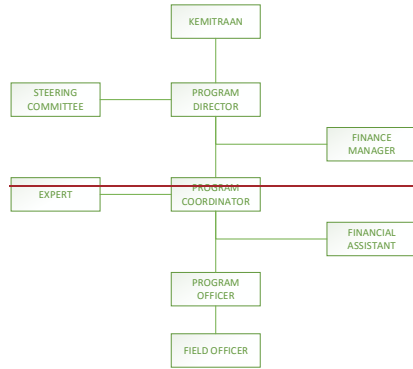 KEMITRAAN
STEERING
COMMITTEE
PROGRAM
DIRECTOR
FINANCE
MANAGER
EXPERT
PROGRAM
COORDINATOR
FINANCIAL
ASSISTANT
PROGRAM
OFFICER
FIELD OFFICER